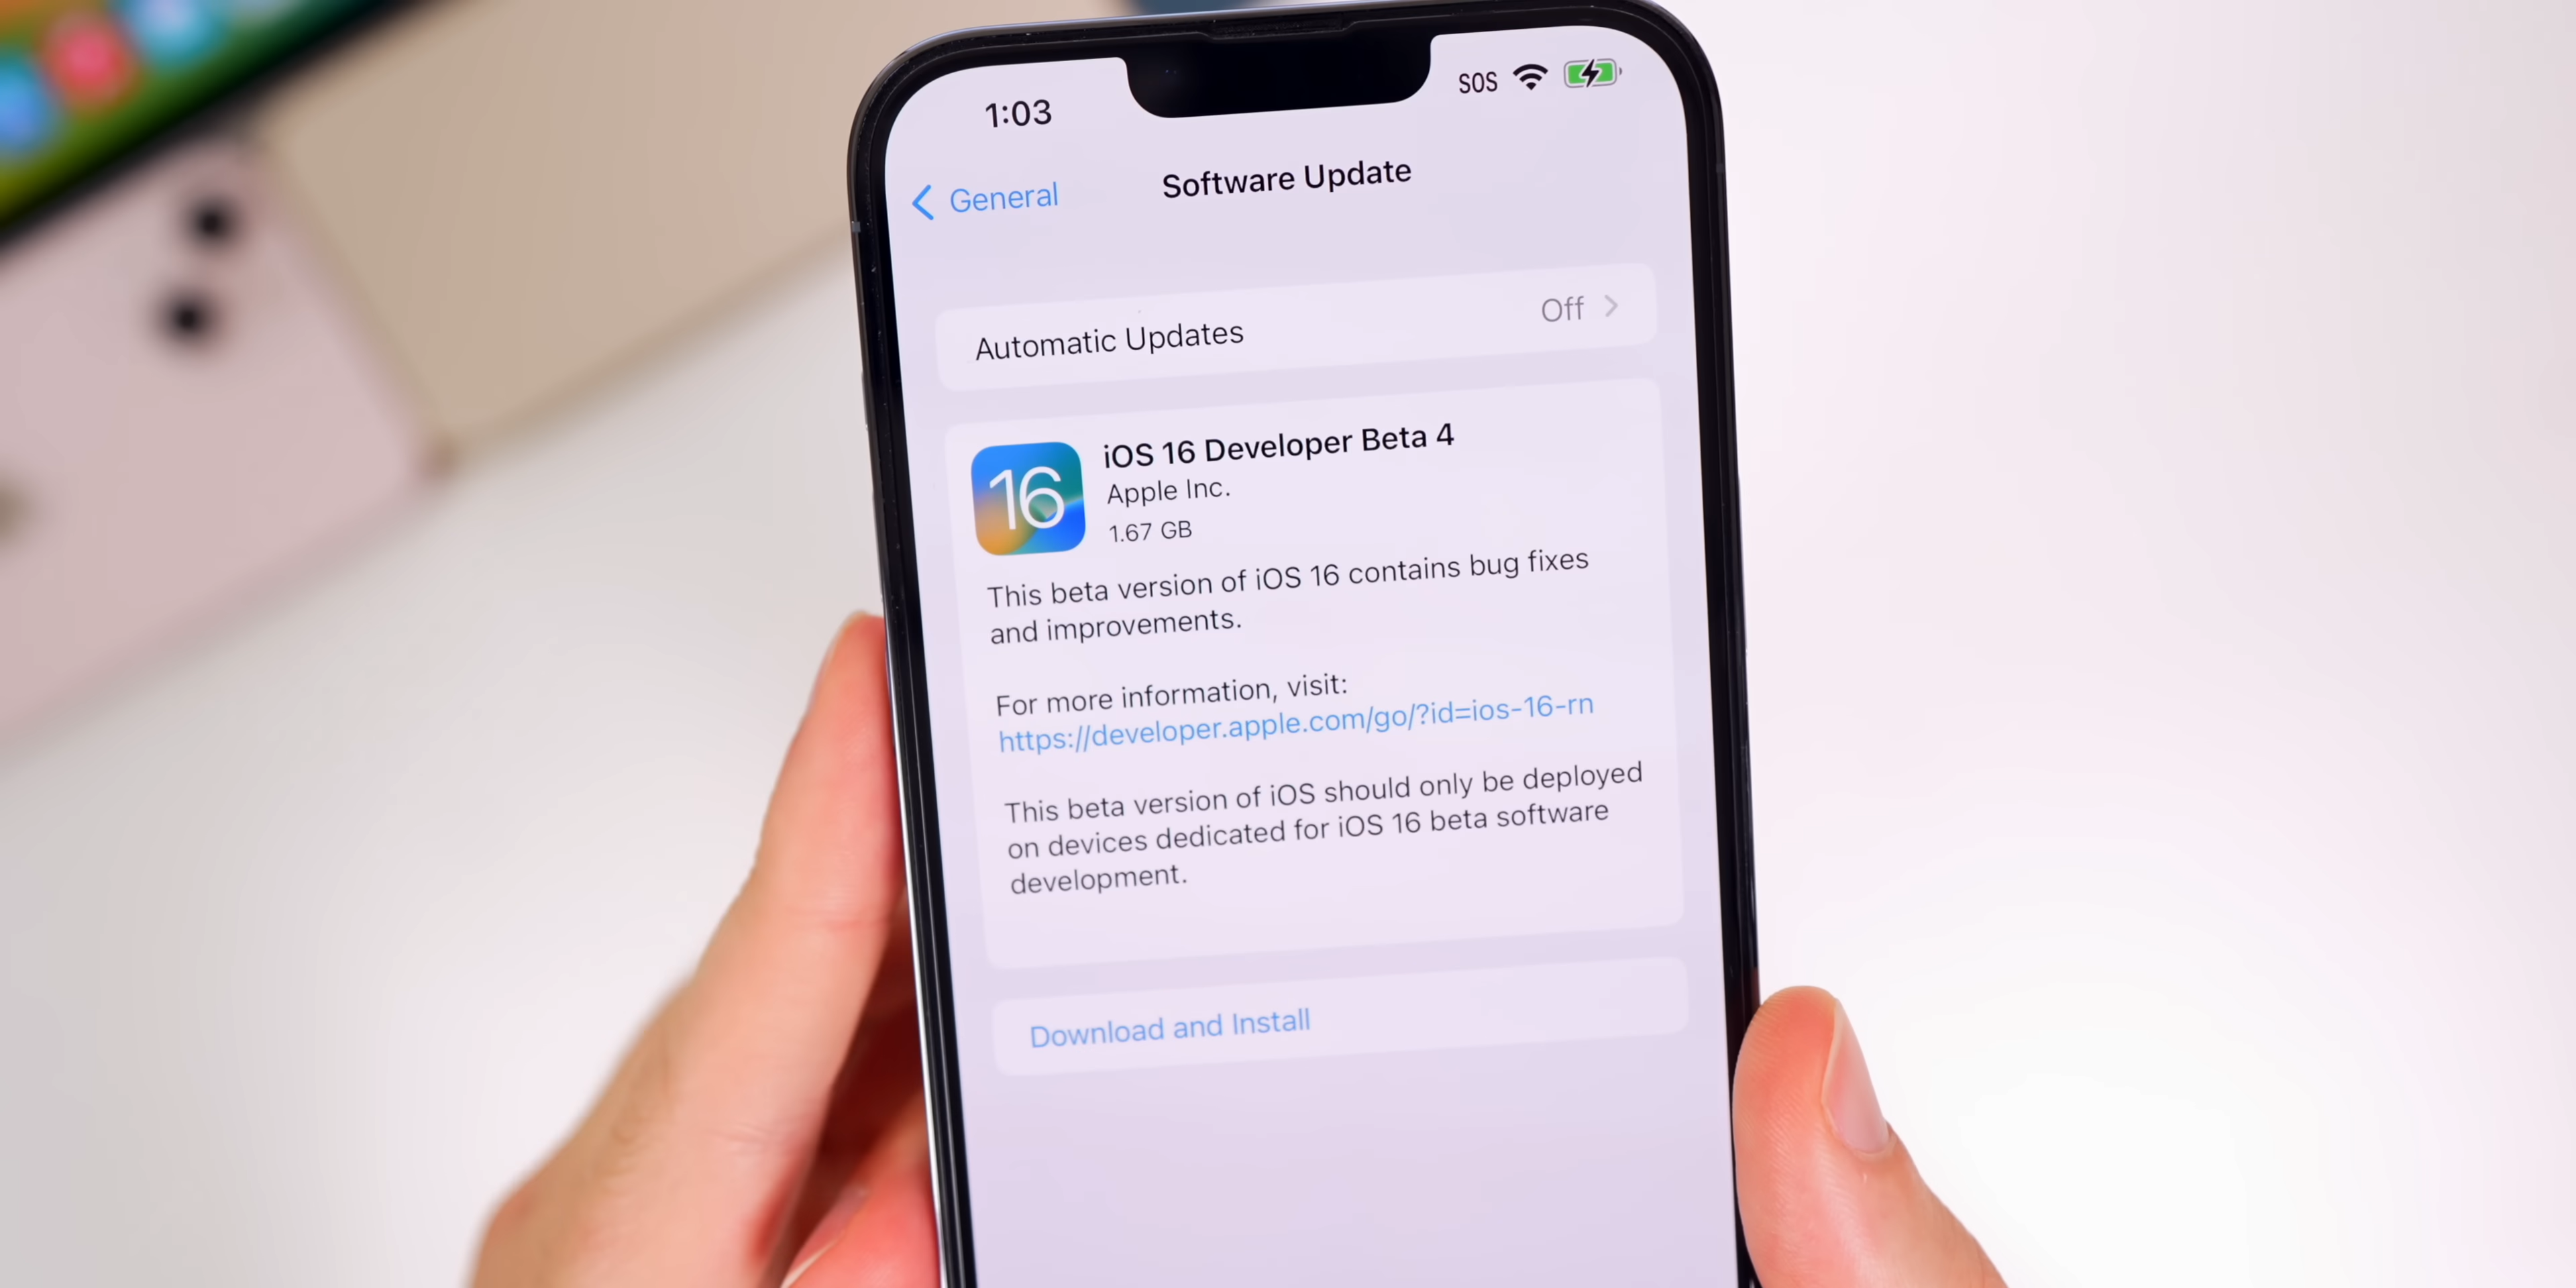 1:03
SOS
General
Software Update
Automatic Updates
Off
16
iOS 16 Developer Beta 4
Apple Inc.
1.67 GB
This beta version of iOS 16 contains bug fixes
and improvements.
For more information, visit:
https://developer.apple.com/go/?id=ios-16-rn
This beta version of iOS should only be deployed
on devices dedicated for iOS 16 beta software
development.
Download and Install